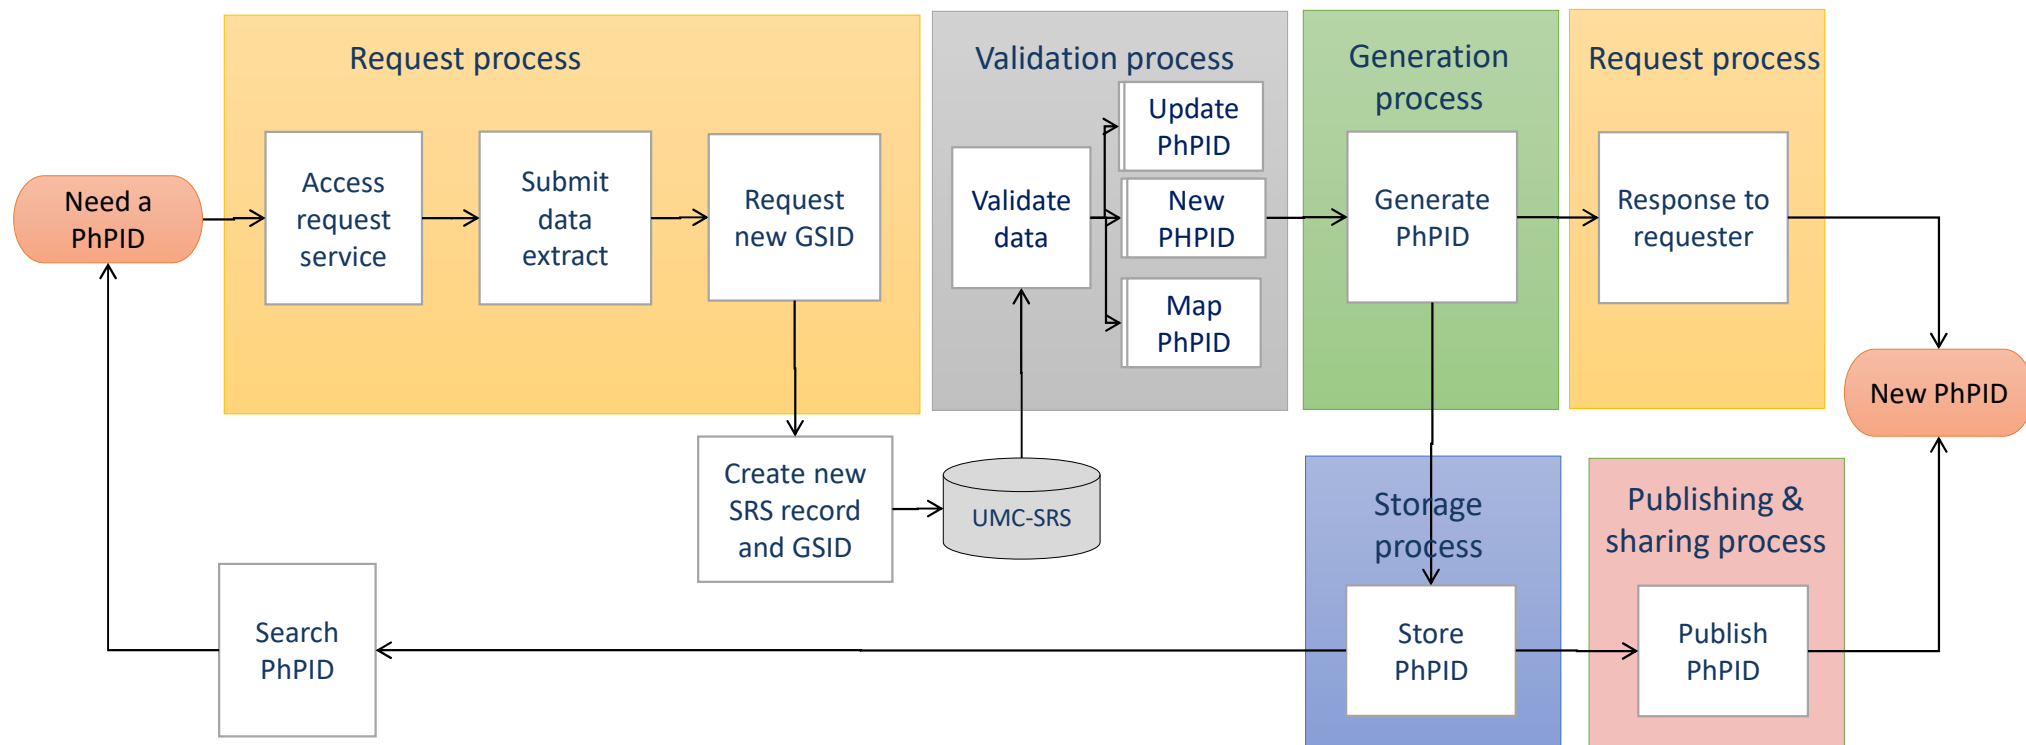 Request process
Validation process
Generation
process
Request process
Need a
PhPID
Access
request
service
Submit
data
extract
Request
new GSID
Validate
data
Update
PhPID
New
PHPID
Map
PhPID
Generate
PhPID
Response to
requester
New PhPID
Create new
SRS record
and GSID
UMC-SRS
Storage
process
Publishing &
sharing process
Search
PhPID
Store
PhPID
Publish
PhPID